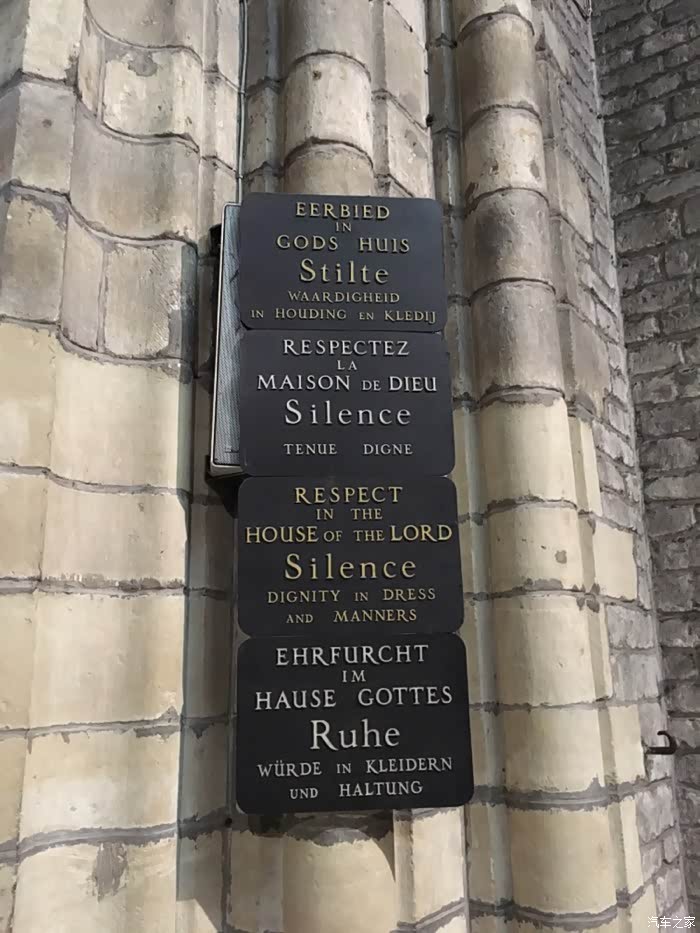 EERBIED
IN
GODS HUIS
Stilte
WAARDIGHEID
IN HOUDING EN KLEDIJ
RESPECTEZ
LA
MAISON DE DIEU
Silence
TENUE DIGNE
RESPECT
IN THE
HOUSE OF THE LORD
Silence
DIGNITY IN DRESS
AND MANNERS
EHRFURCHT
IM
HAUSE GOTTES
Ruhe
WÜRDE IN KLEIDERN
UND HALTUNG
汽车之家